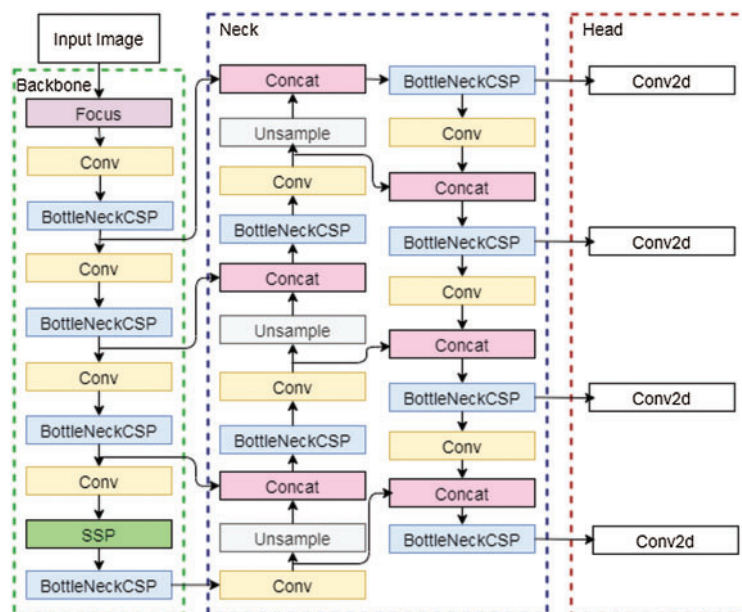 Input Image
Backbone
Focus
Conv
BottleNeckCSP
Conv
BottleNeckCSP
Conv
BottleNeckCSP
Conv
SSP
BottleNeckCSP
Neck
Concat
Unsample
Conv
BottleNeckCSP
Concat
Unsample
Conv
BottleNeckCSP
Concat
Unsample
Conv
BottleNeckCSP
Conv
Concat
BottleNeckCSP
Conv
Concat
BottleNeckCSP
Conv
Concat
BottleNeckCSP
Head
Conv2d
Conv2d
Conv2d
Conv2d